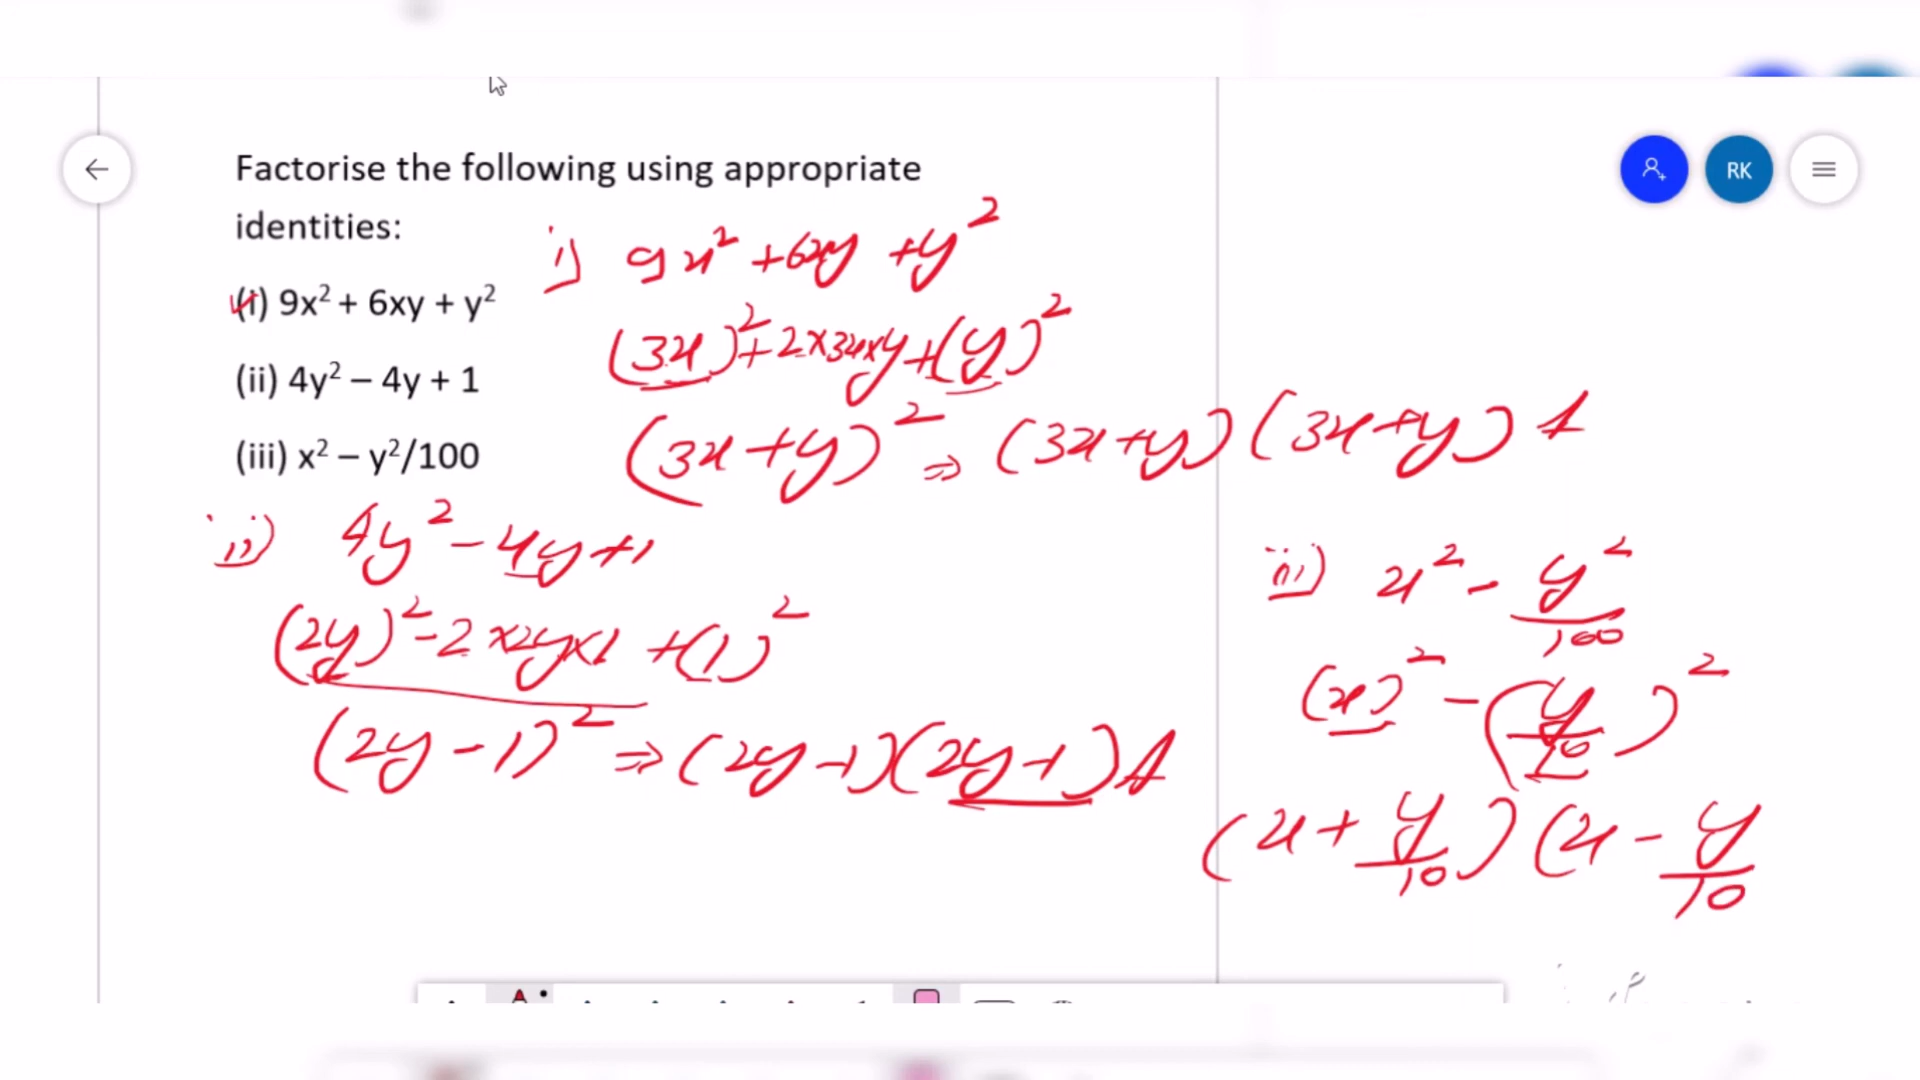 Factorise the following using appropriate
identities:
(i) 9x² + 6xy + y²
(ii) 4y² – 4y + 1
(iii) x² – y²/100
RK
i) 9x² + 6xy + y²
(3x)² + 2×3x×y + (y)²
(3x+y)² ⇒ (3x+y)(3x+y)
ii) 4y² - 4y + 1
(2y)² - 2×2y×1 + (1)²
(2y-1)² ⇒ (2y-1)(2y-1)
iii) x² - y²/100
(x)² - (y/10)²
(x + y/10)(x - y/10